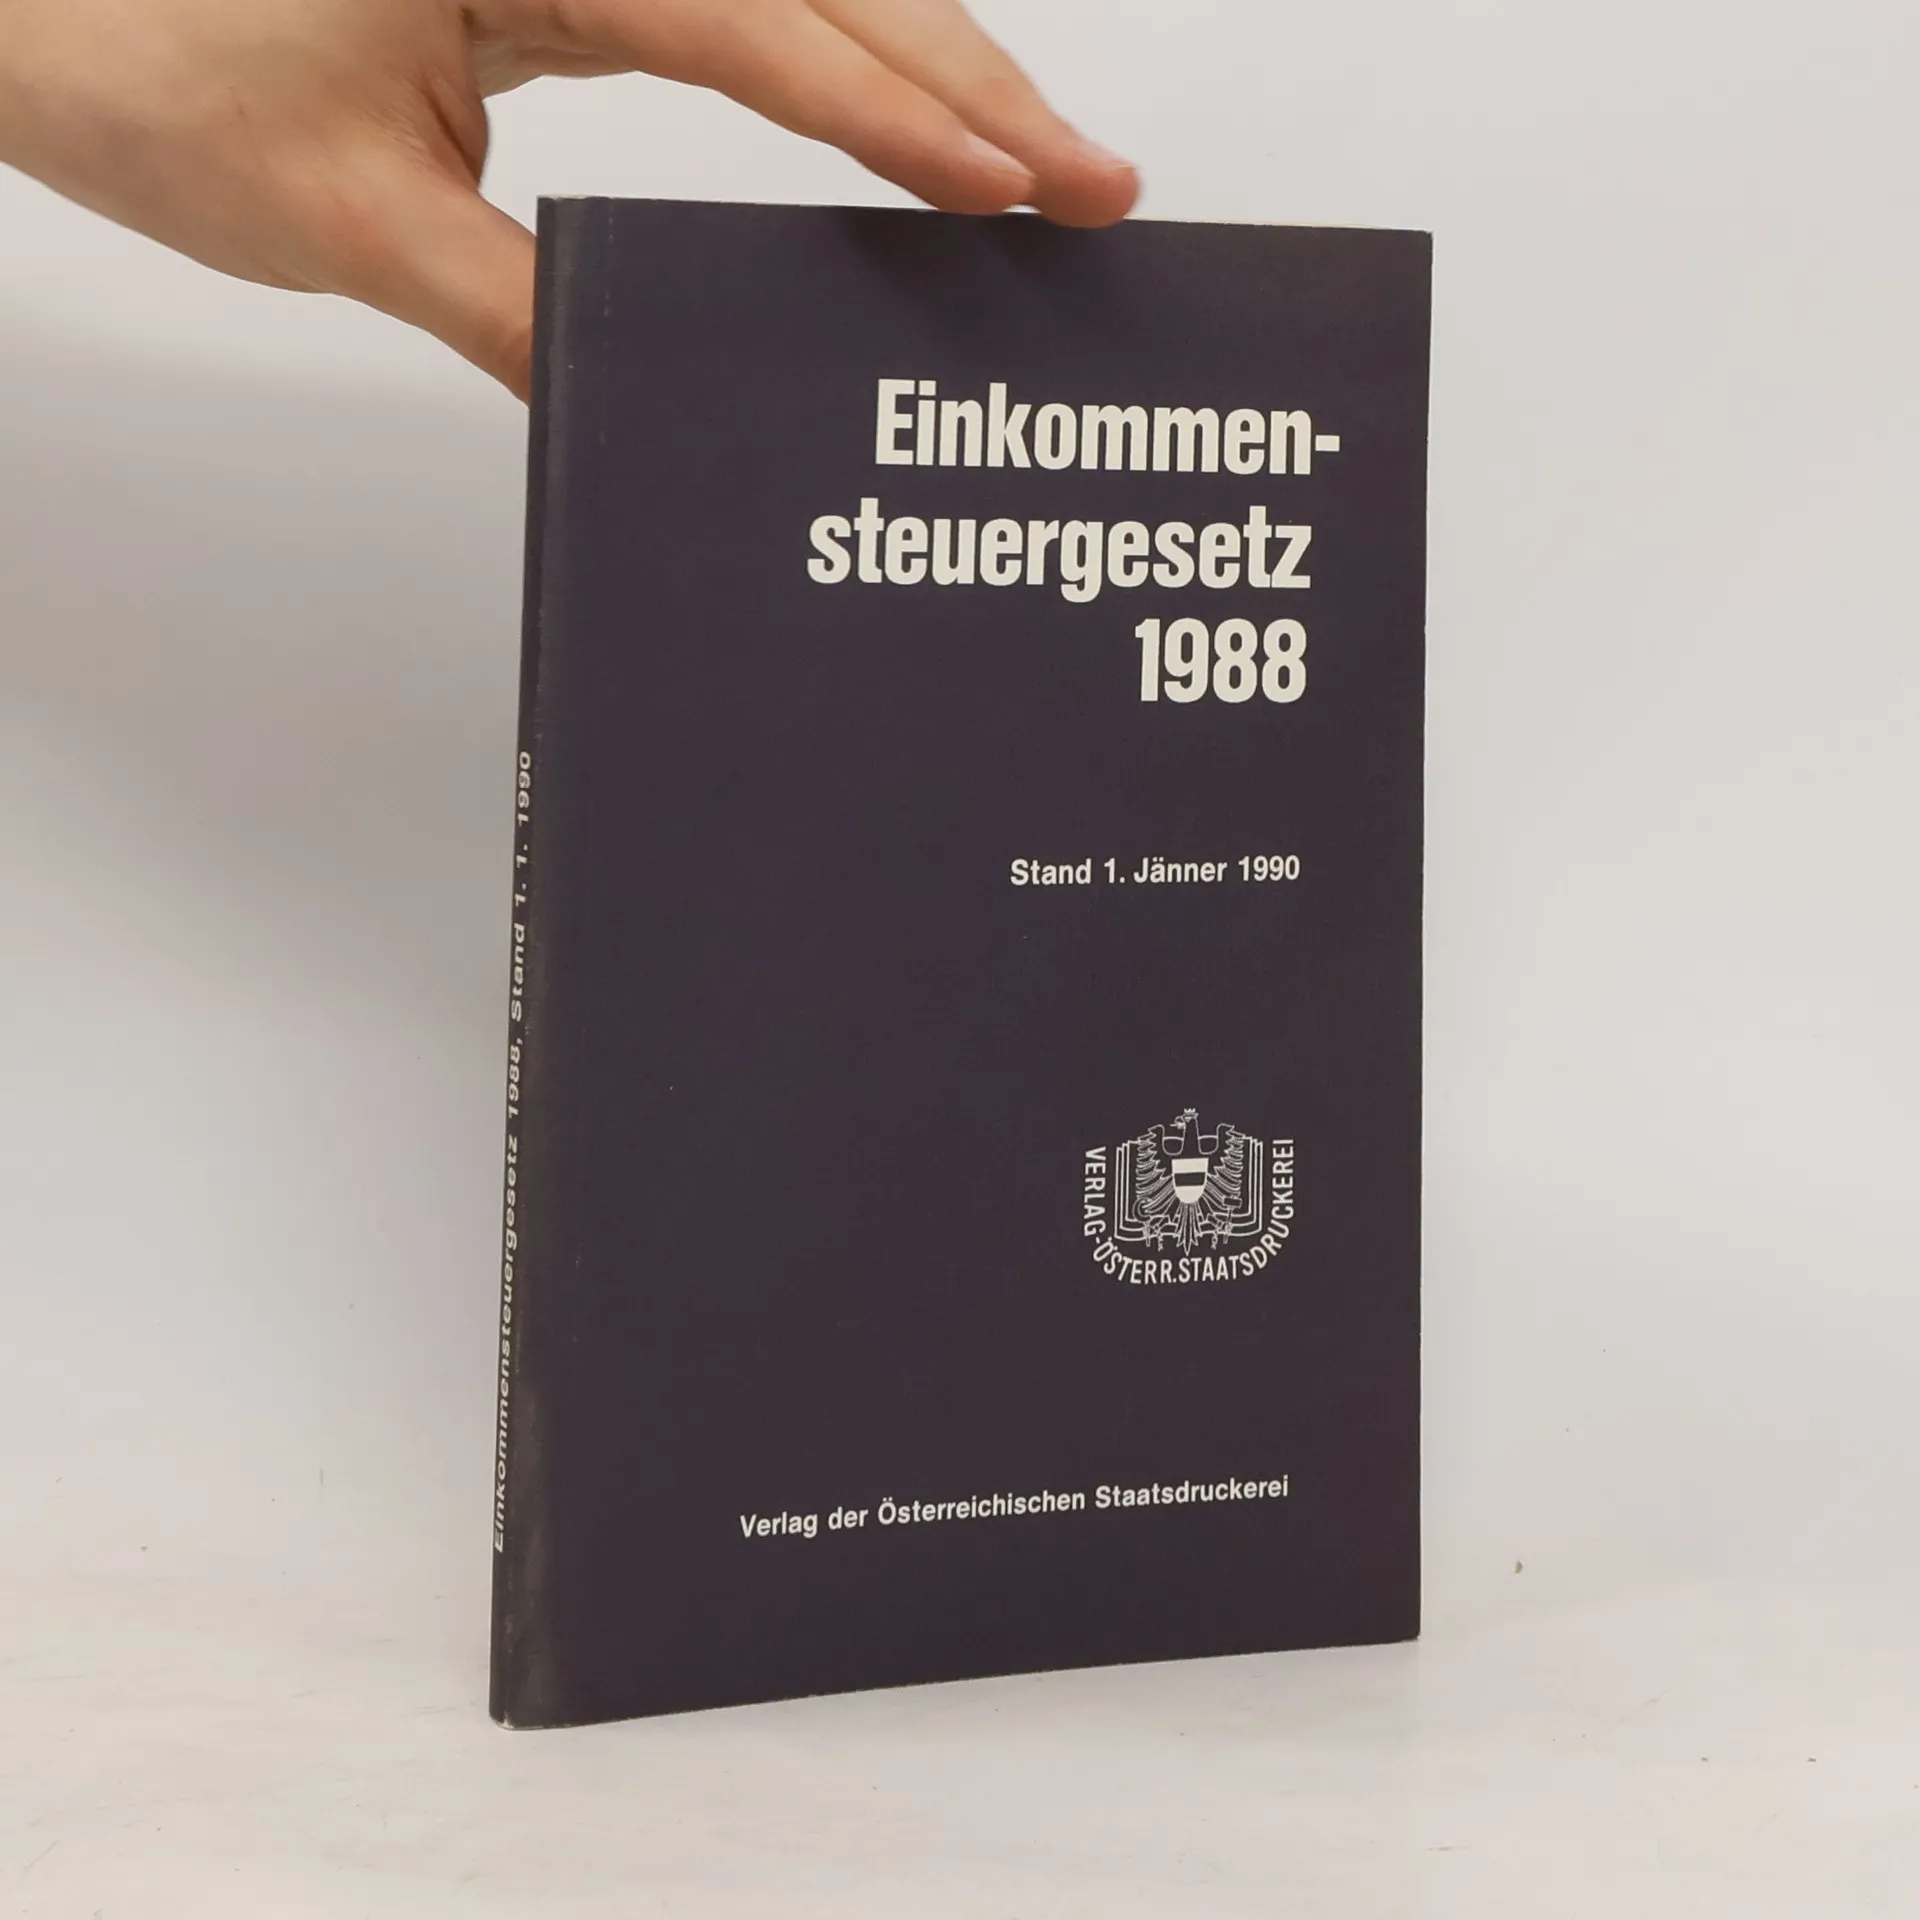 Einkommen-
steuergesetz
1988
Stand 1. Jänner 1990
VERLAG-ÖSTERR.STAATSDRUCKEREI
Verlag der Österreichischen Staatsdruckerei
Einkommensteuergesetz 1988, Stand 1. 1. 1990